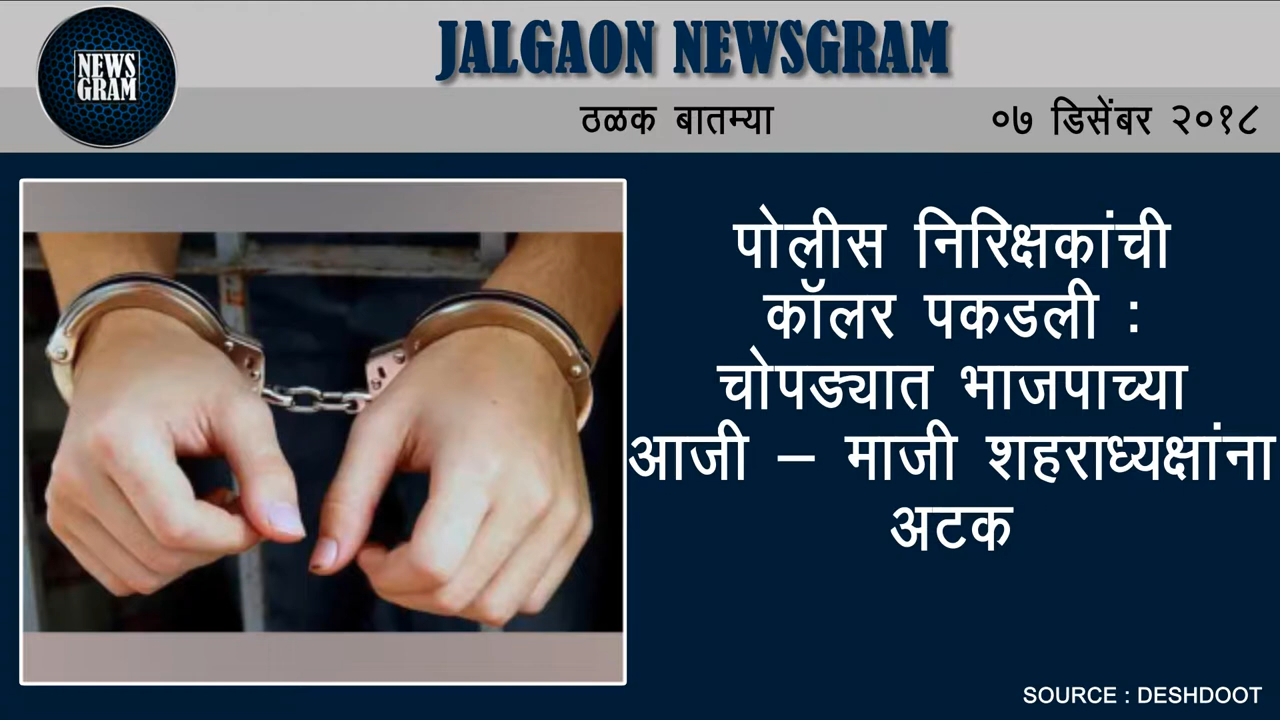 NEWS
GRAM
JALGAON NEWSGRAM
ठळक बातम्या
०७ डिसेंबर २०१८
पोलीस निरिक्षकांची
कॉलर पकडली :
चोपड्यात भाजपाच्या
आजी – माजी शहराध्यक्षांना
अटक
SOURCE : DESHDOOT